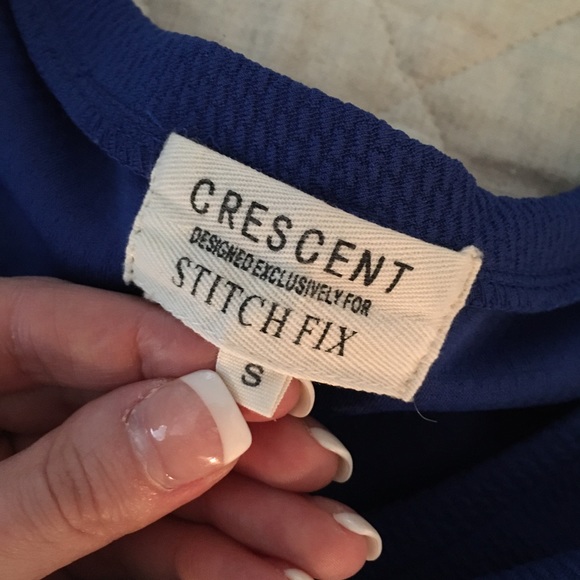 CRESCENT
DESIGNED EXCLUSIVELY FOR
STITCH FIX
S